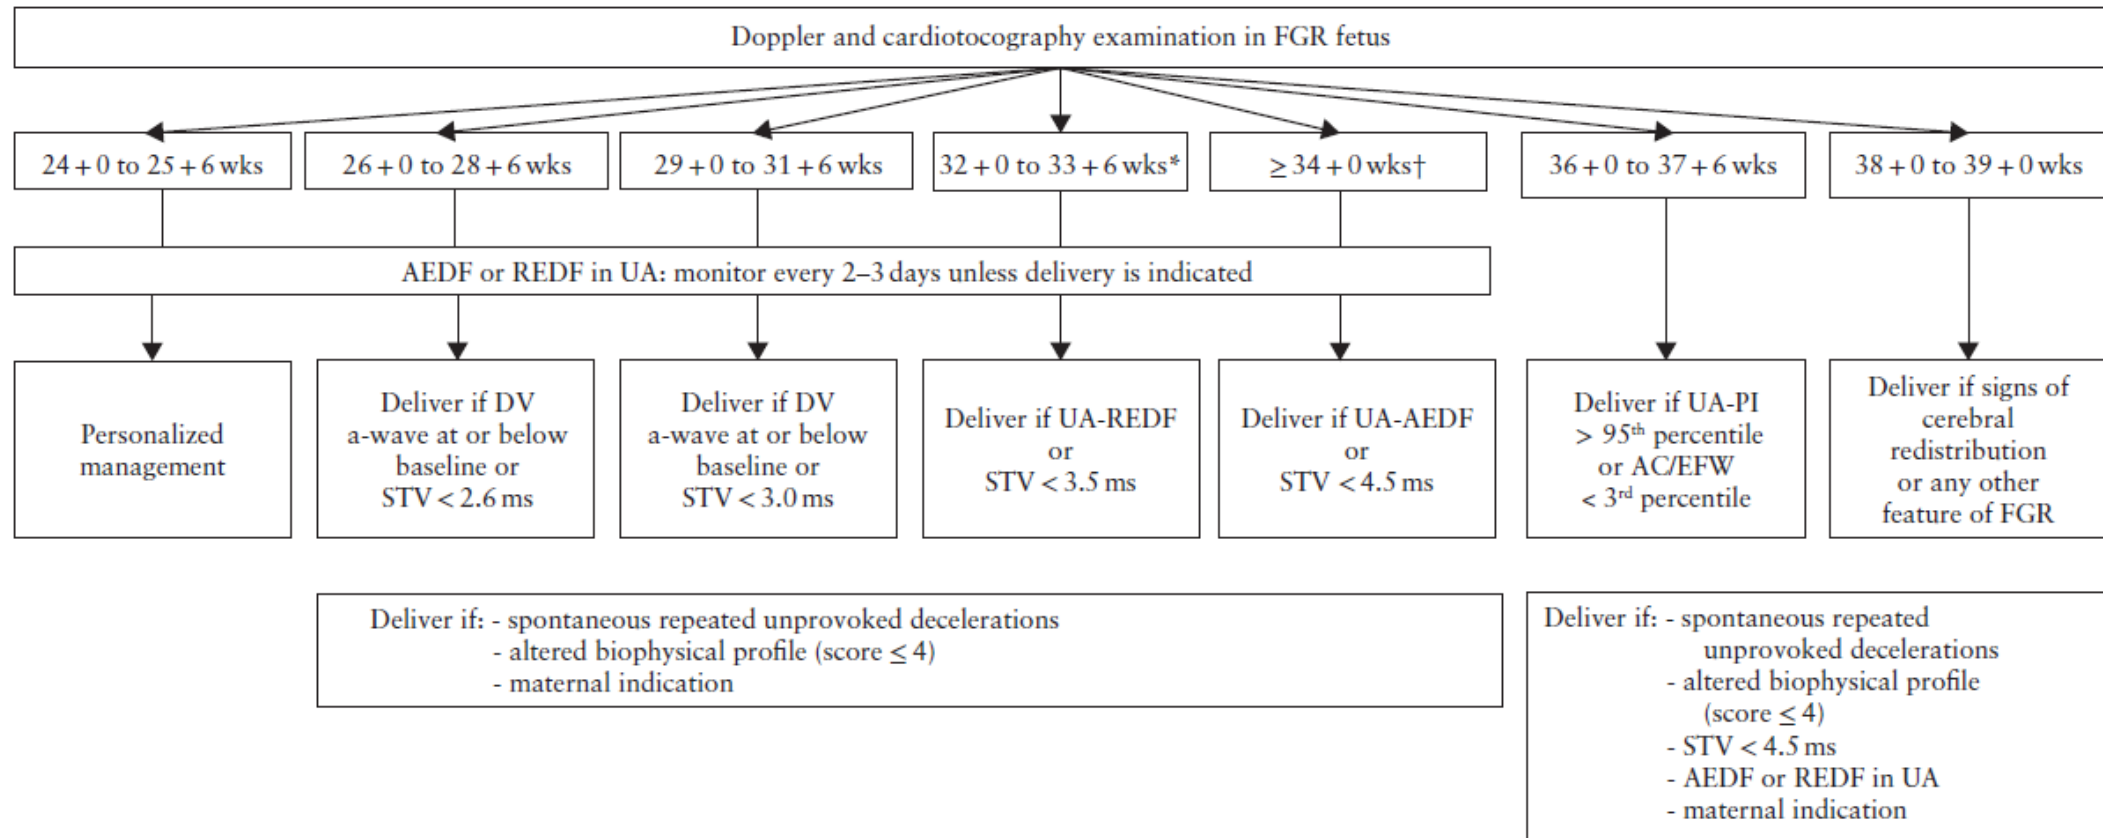 Doppler and cardiotocography examination in FGR fetus
24 + 0 to 25 + 6 wks
26 + 0 to 28 + 6 wks
29 + 0 to 31 + 6 wks
32 + 0 to 33 + 6 wks*
≥ 34 + 0 wks†
36 + 0 to 37 + 6 wks
38 + 0 to 39 + 0 wks
AEDF or REDF in UA: monitor every 2–3 days unless delivery is indicated
Personalized
management
Deliver if DV
a-wave at or below
baseline or
STV < 2.6 ms
Deliver if DV
a-wave at or below
baseline or
STV < 3.0 ms
Deliver if UA-REDF
or
STV < 3.5 ms
Deliver if UA-AEDF
or
STV < 4.5 ms
Deliver if UA-PI
> 95th percentile
or AC/EFW
< 3rd percentile
Deliver if signs of
cerebral
redistribution
or any other
feature of FGR
Deliver if: - spontaneous repeated unprovoked decelerations
- altered biophysical profile (score ≤ 4)
- maternal indication
Deliver if: - spontaneous repeated
unprovoked decelerations
- altered biophysical profile
(score ≤ 4)
- STV < 4.5 ms
- AEDF or REDF in UA
- maternal indication